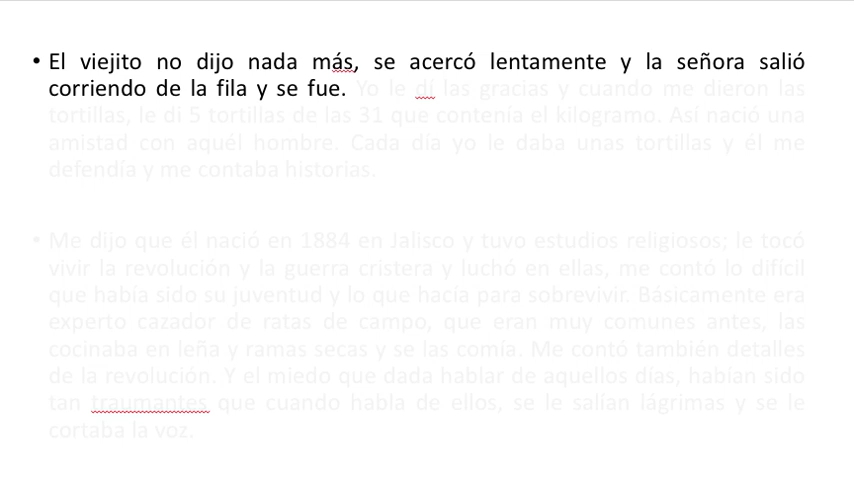 • El viejito no dijo nada más, se acercó lentamente y la señora salió
corriendo de la fila y se fue. Yo le dí las gracias y cuando me dieron las
tortillas, le di 5 tortillas de las 31 que contenía el kilogramo. Así nació una
amistad con aquél hombre. Cada día yo le daba unas tortillas y él me
defendía y me contaba historias.
• Me dijo que él nació en 1884 en Jalisco y tuvo estudios religiosos; le tocó
vivir la revolución y la guerra cristera y luchó en ellas, me contó lo difícil
que había sido su juventud y lo que hacía para sobrevivir. Básicamente era
experto cazador de ratas de campo, que eran muy comunes antes, las
cocinaba en leña y ramas secas y se las comía. Me contó también detalles
de la revolución. Y el miedo que dada hablar de aquellos días, habían sido
tan traumantes que cuando habla de ellos, se le salían lágrimas y se le
cortaba la voz.